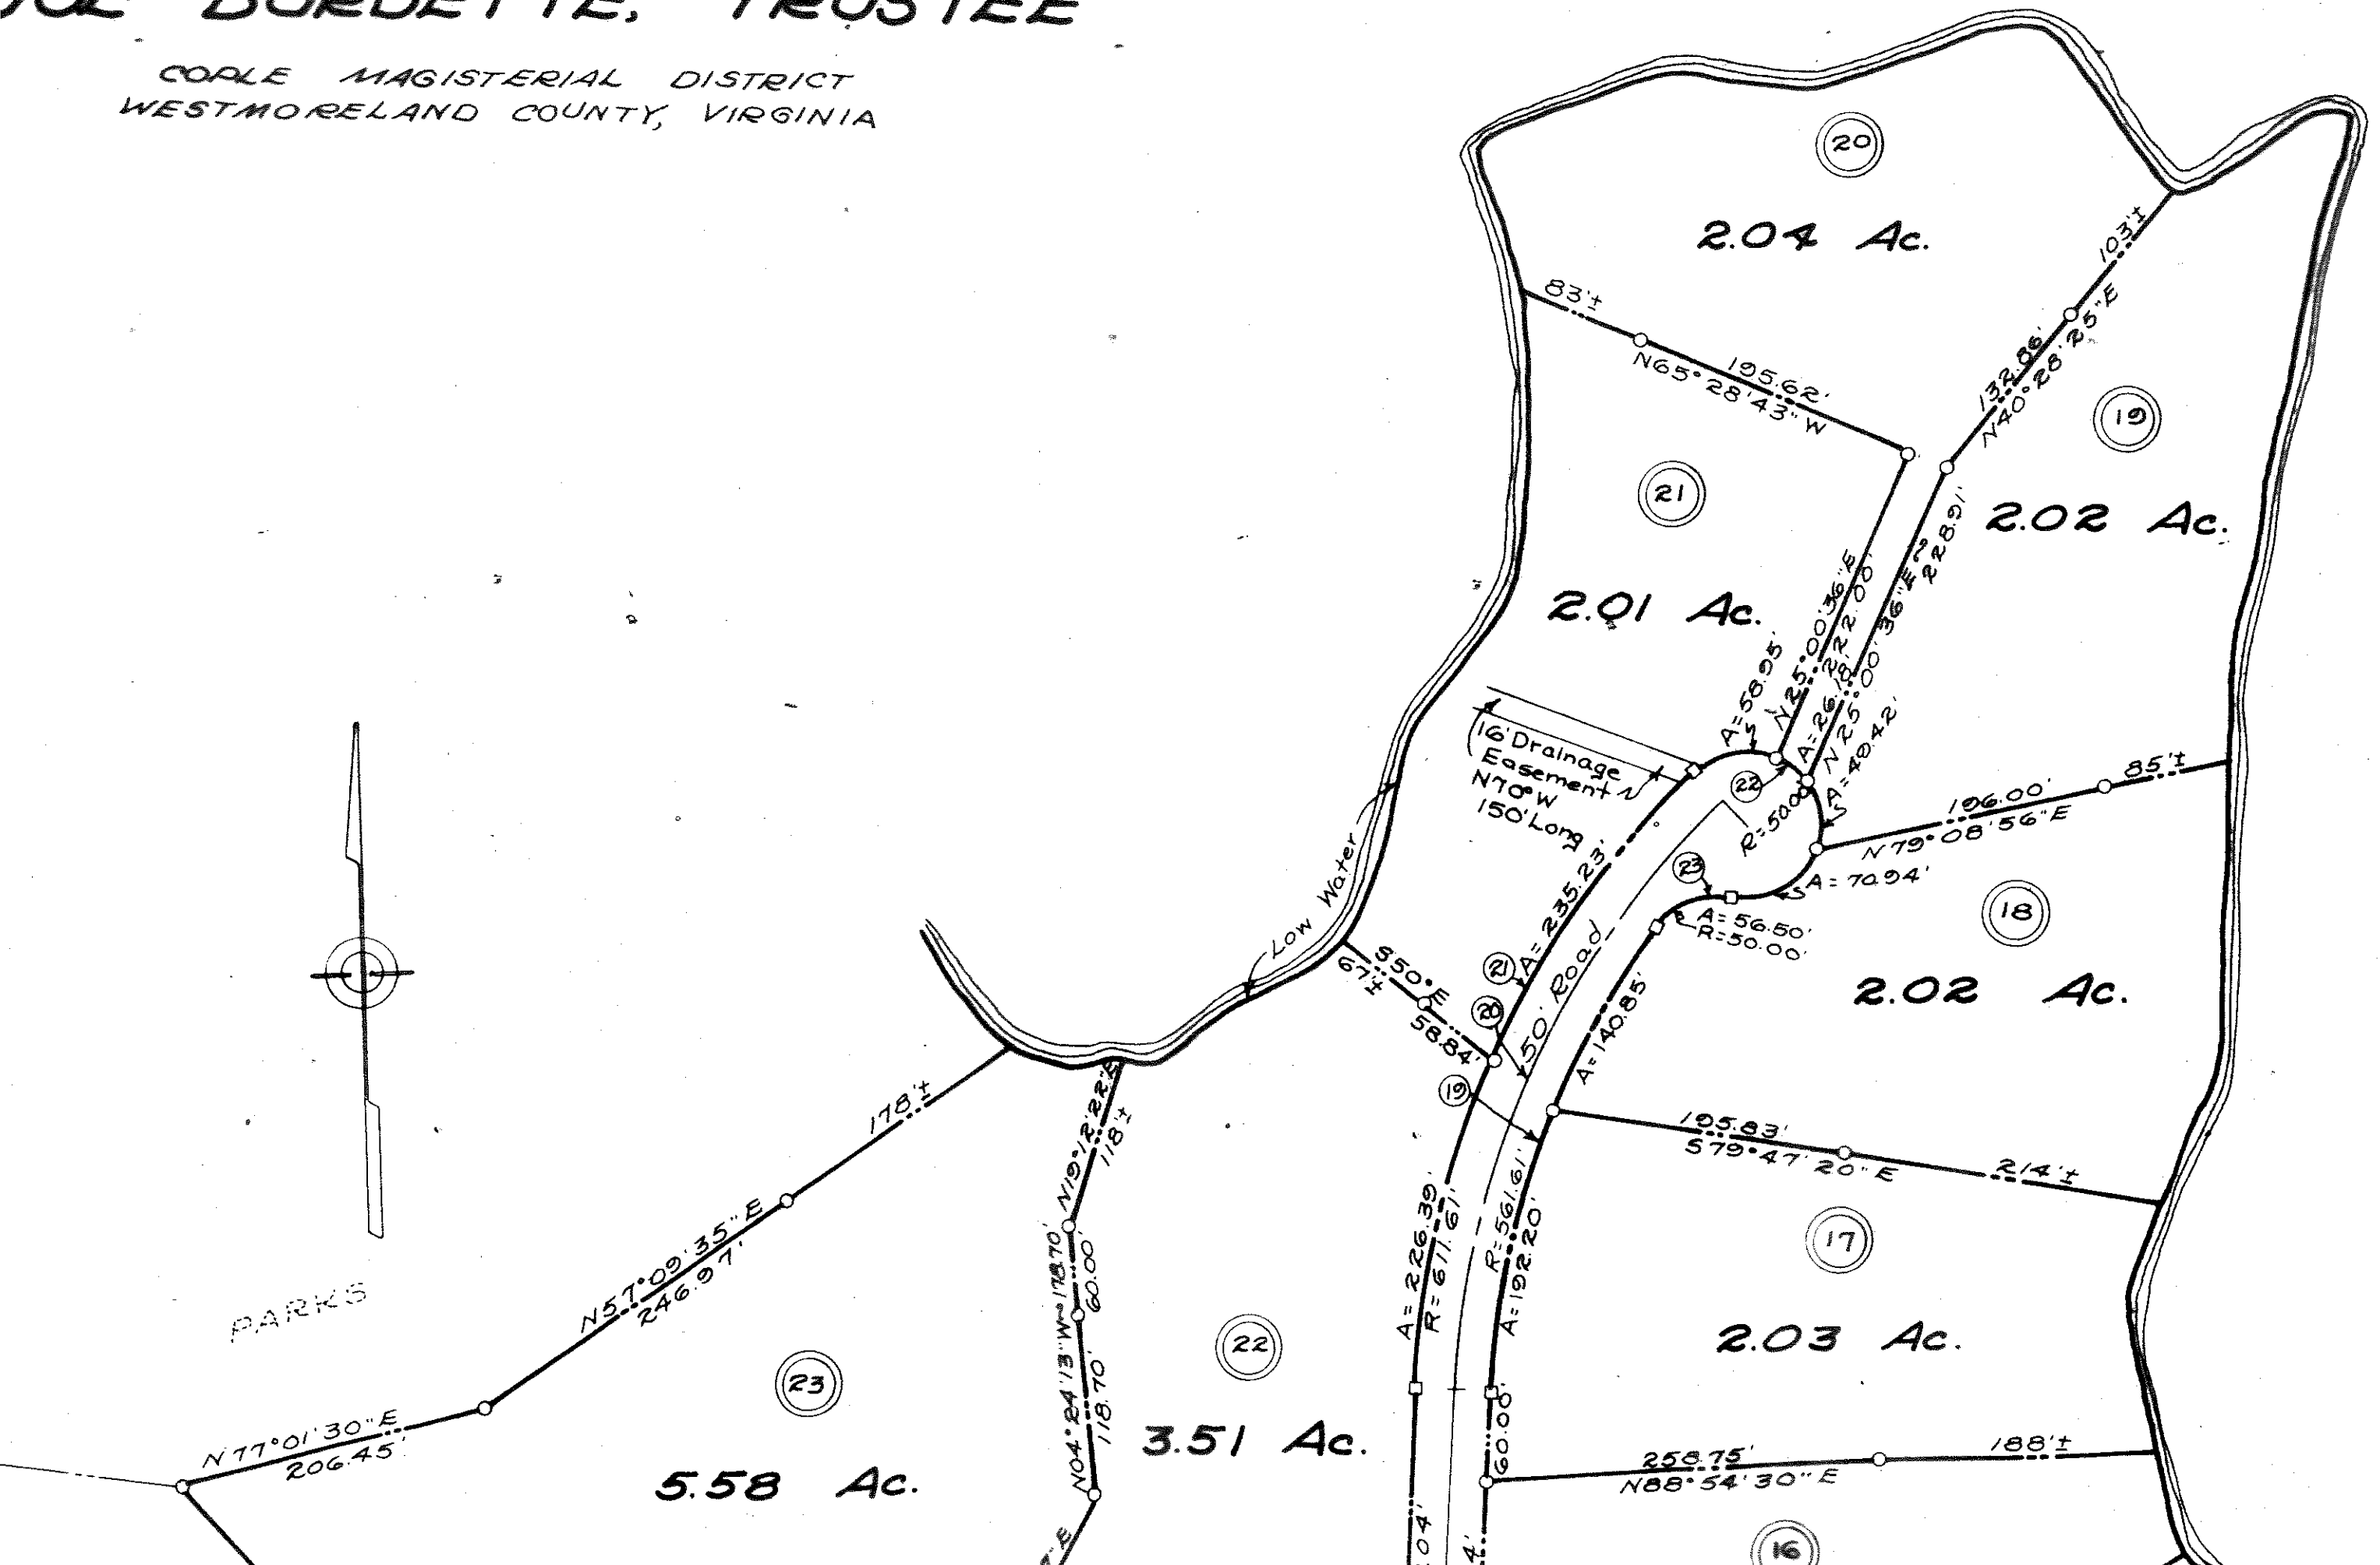 BURDETTE, TRUSTEE
COPLE MAGISTERIAL DISTRICT
WESTMORELAND COUNTY, VIRGINIA
20
2.04 Ac.
103'±
83'±
195.62'
N65°28'43"W
132.86'
N40°28'25"E
19
2.02 Ac.
21
2.01 Ac.
N25°00'36"E
222.00'
N25°00'36"E~
228.91'
A=58.95'
A=26.18'
A=49.42'
22
R=50.00'
16' Drainage
Easement
N70°W
150' Long
85'±
196.00'
N79°08'56"E
A=70.94'
23
A=56.50'
R=50.00'
18
2.02 Ac.
Low Water
A=235.23'
21
20
50' Road
S50°E
67'±
58.84'
19
A=140.85'
195.83'
S79°47'20"E
214'±
17
2.03 Ac.
A=226.39'
R=611.61'
R=561.61'
A=192.20'
60.00'
258.75'
N88°54'30"E
188'±
16
178'±
N57°09'35"E
246.97'
N19°12'22"E
118'±
N04°24'13"W~178.70'
60.00'
118.70'
22
3.51 Ac.
PARKS
23
5.58 Ac.
N77°01'30"E
206.45'